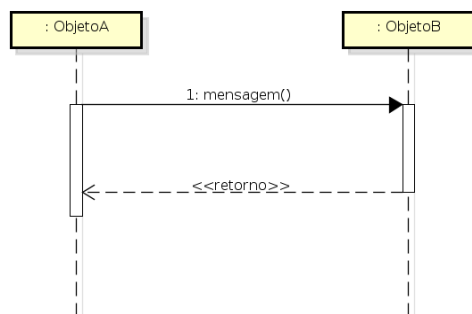 : ObjetoA
: ObjetoB
1: mensagem()
<<retorno>>